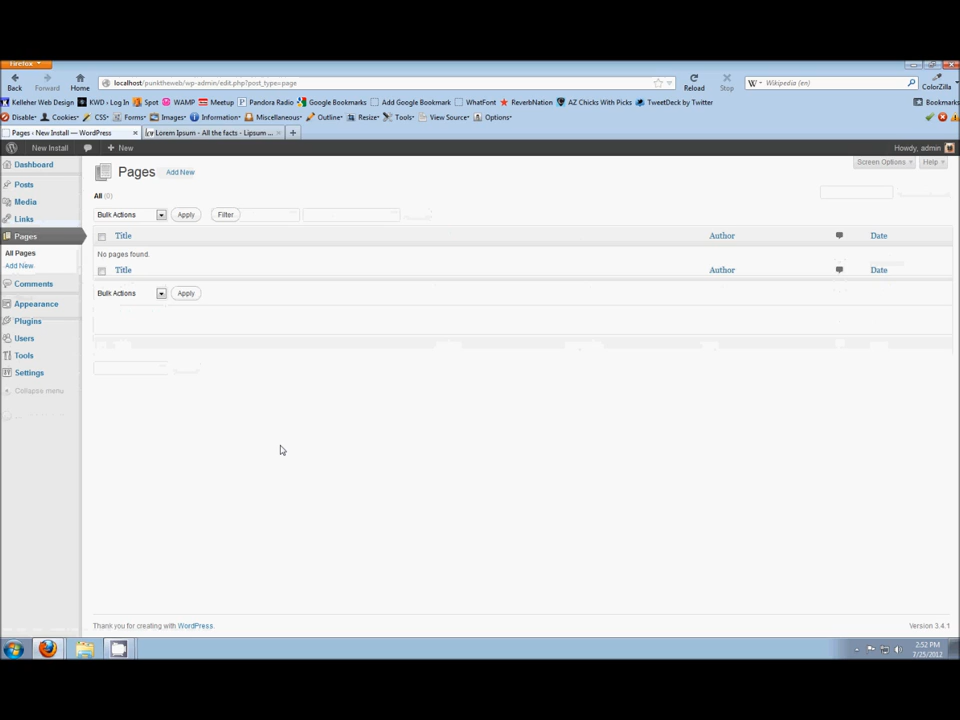 Firefox
localhost/punktheweb/wp-admin/edit.php?post_type=page
Wikipedia (en)
Back Forward Home Reload Stop ColorZilla
Kelleher Web Design KWD › Log In Spot WAMP Meetup Pandora Radio Google Bookmarks Add Google Bookmark WhatFont ReverbNation AZ Chicks With Picks TweetDeck by Twitter Bookmarks
Disable Cookies CSS Forms Images Information Miscellaneous Outline Resize Tools View Source Options
Pages ‹ New Install — WordPress Lorem Ipsum - All the facts - Lipsum ...
New Install + New Howdy, admin
Dashboard
Posts
Media
Links
Pages
All Pages
Add New
Comments
Appearance
Plugins
Users
Tools
Settings
Collapse menu
Screen Options Help
Pages Add New
All (0)
Bulk Actions Apply Filter
Title Author Date
No pages found.
Title Author Date
Bulk Actions Apply
Thank you for creating with WordPress. Version 3.4.1
2:52 PM
7/25/2012